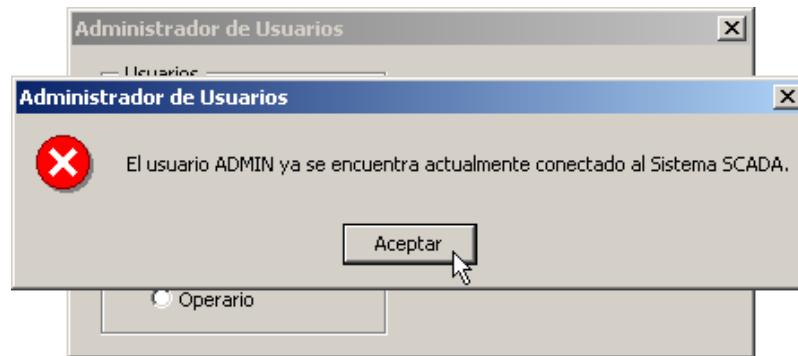 Administrador de Usuarios
Usuarios
Administrador de Usuarios
El usuario ADMIN ya se encuentra actualmente conectado al Sistema SCADA.
Aceptar
Operario